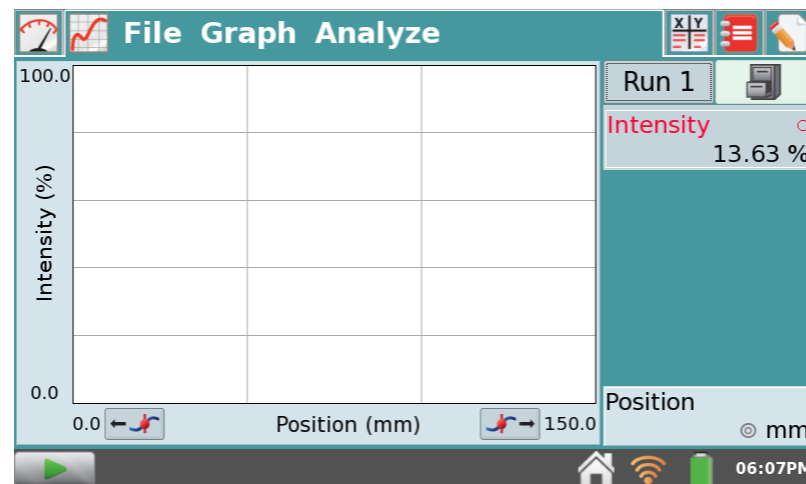 File Graph Analyze
X Y
100.0
Intensity (%)
0.0
0.0
Position (mm)
150.0
Run 1
Intensity
13.63 %
Position
mm
06:07PM